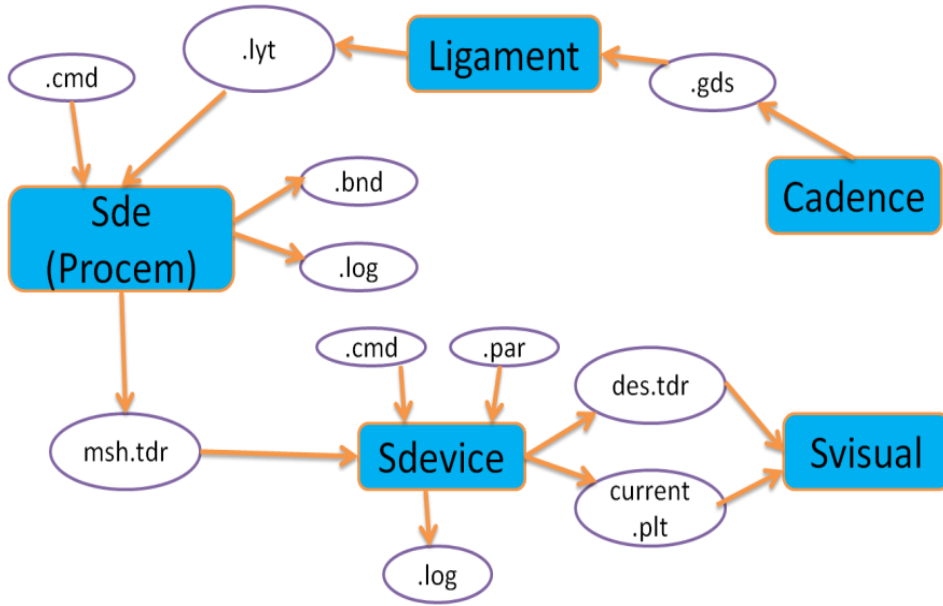 .lyt
Ligament
.cmd
.gds
.bnd
Cadence
Sde
(Procem)
.log
.cmd
.par
des.tdr
msh.tdr
Sdevice
Svisual
current
.plt
.log